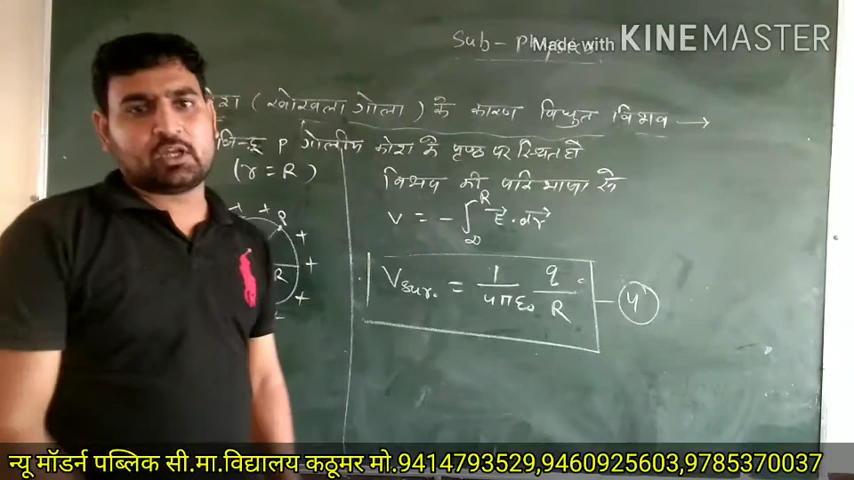 Sub - Physics
Made with KINEMASTER
कोश ( खोखला गोला ) के कारण विधुत विभव →
बिन्दु P गोलीय कोश के पृष्ठ पर स्थित हो
( r = R )
विभव की परिभाषा से
V = - ∫∞^R E⃗ . dr⃗
+ + P
+
+
R
+
Vsur. = 1/4πε₀ q/R — (4)
न्यू मॉडर्न पब्लिक सी.मा.विद्यालय कठूमर मो.9414793529,9460925603,9785370037